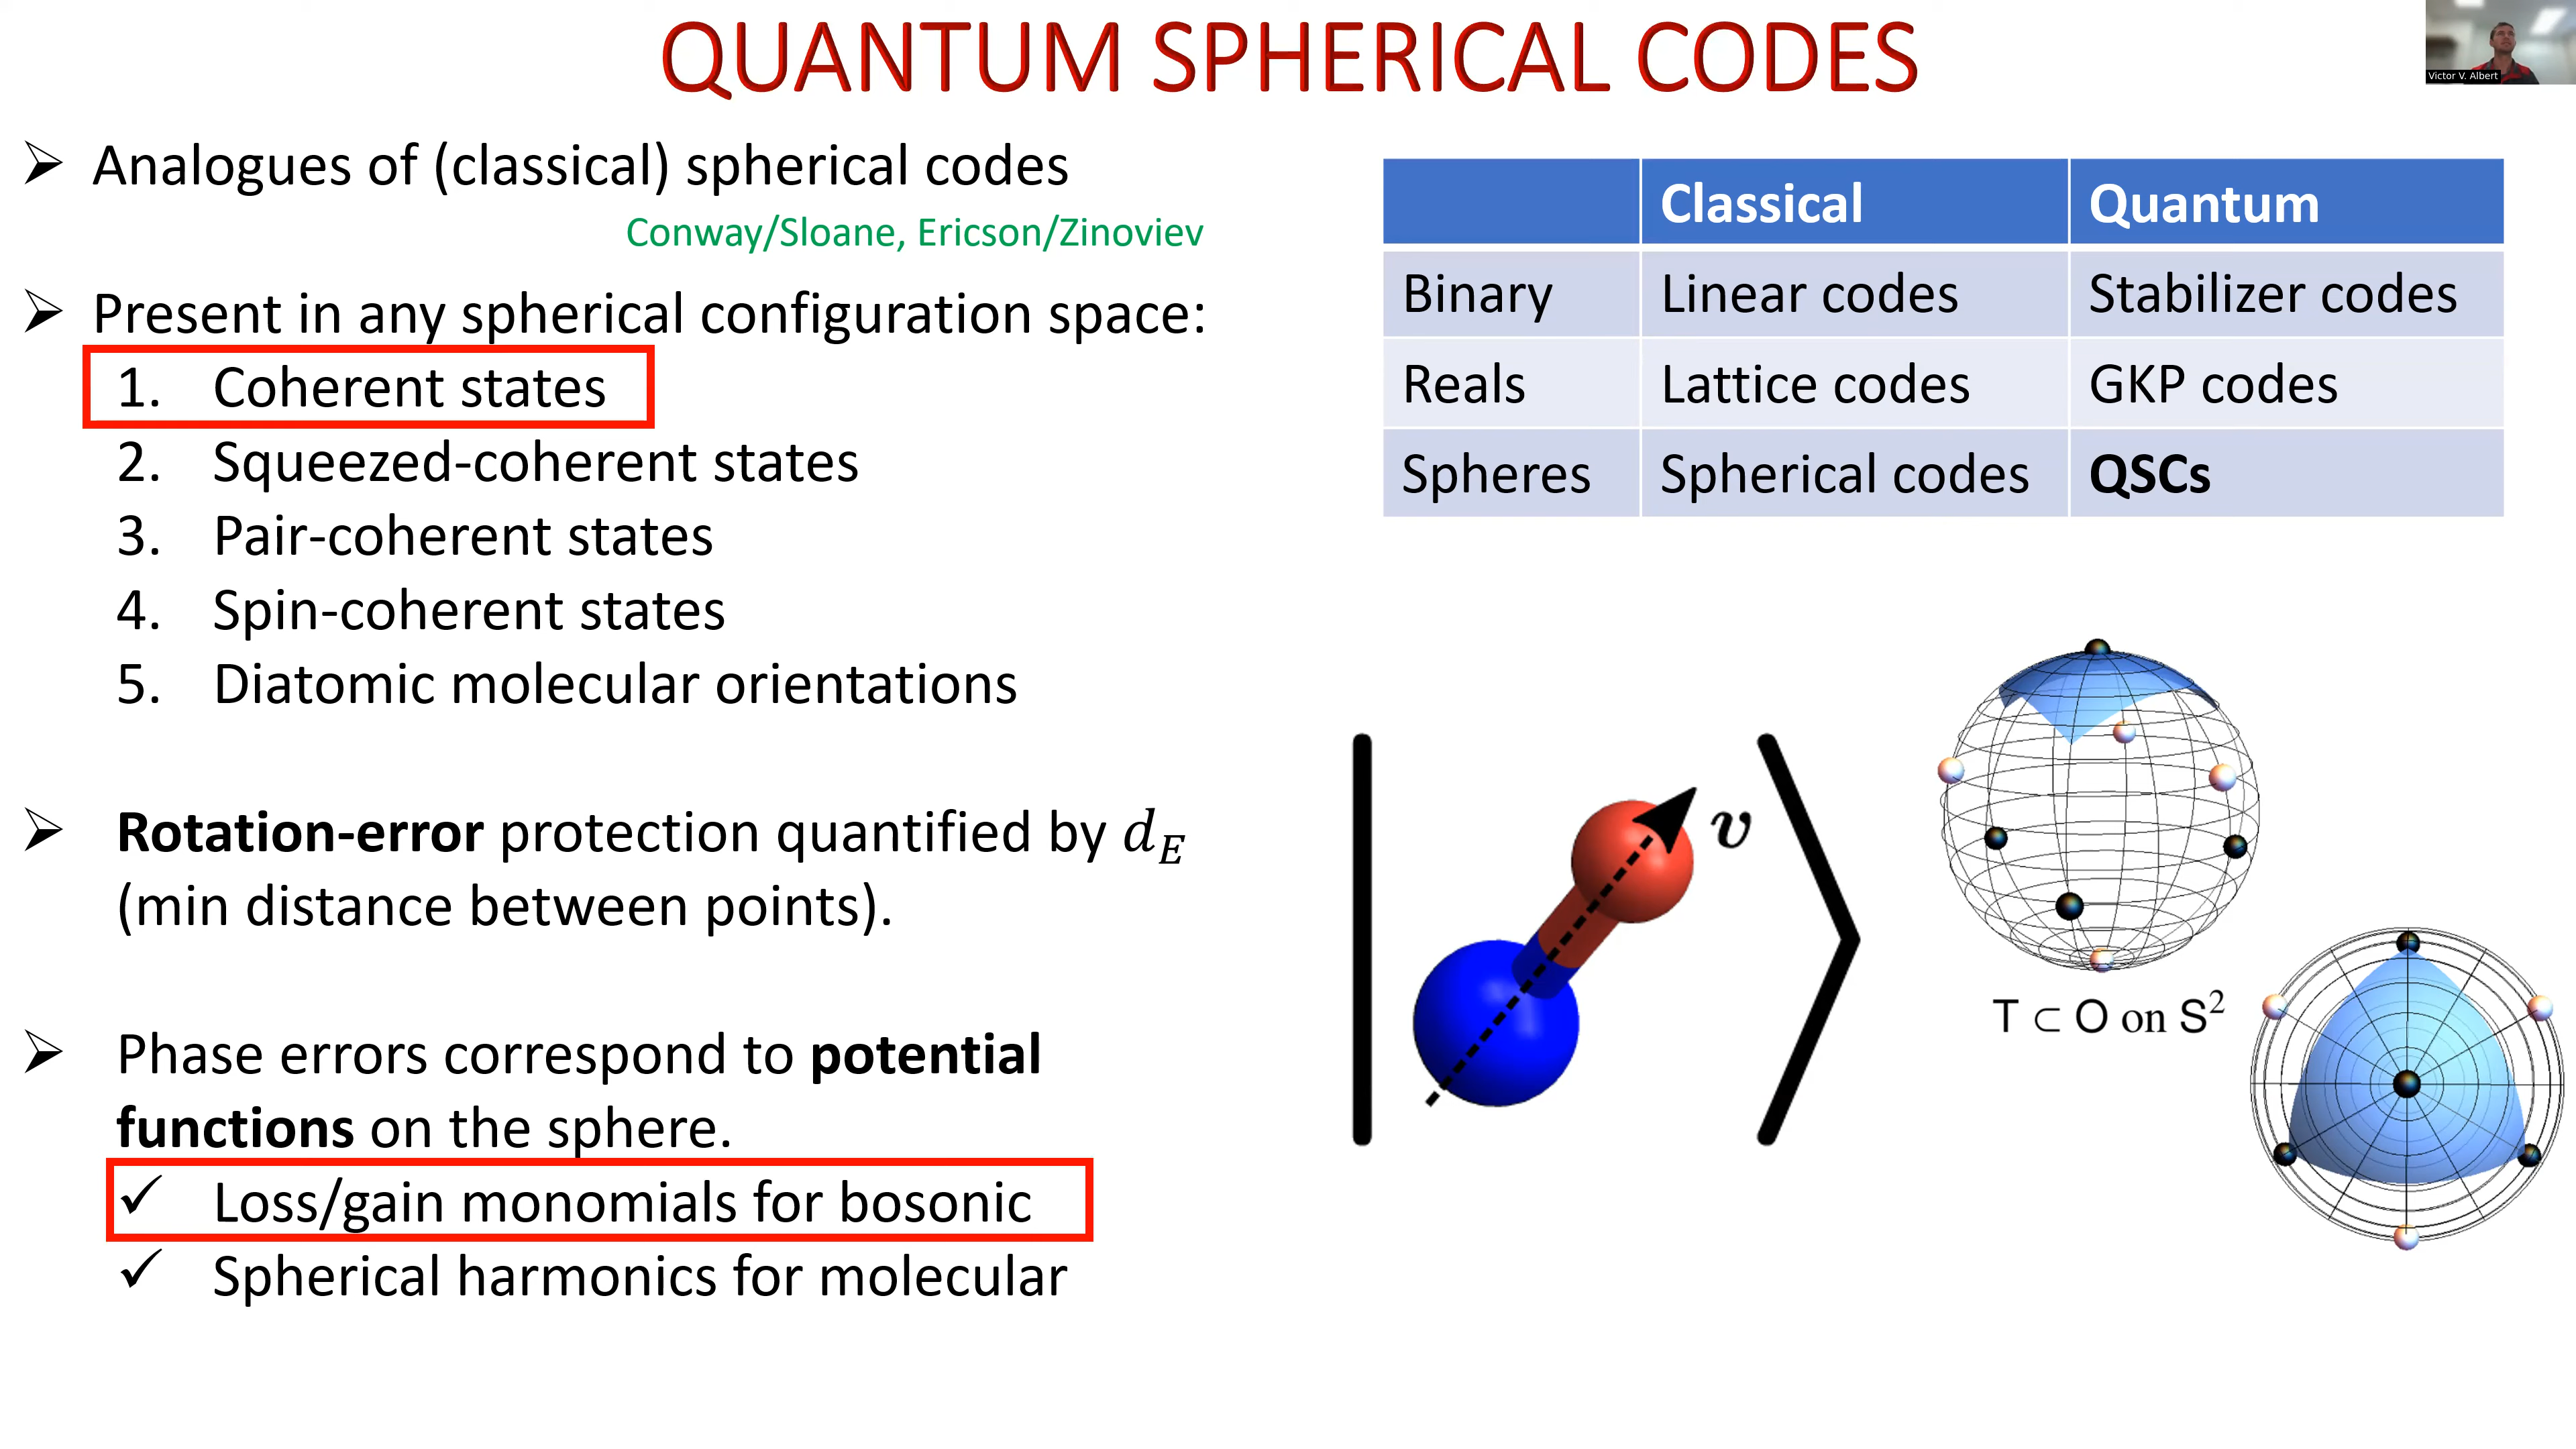 QUANTUM SPHERICAL CODES
Victor V. Albert
➢ Analogues of (classical) spherical codes
Conway/Sloane, Ericson/Zinoviev
➢ Present in any spherical configuration space:
1. Coherent states
2. Squeezed-coherent states
3. Pair-coherent states
4. Spin-coherent states
5. Diatomic molecular orientations
➢ Rotation-error protection quantified by d_E
(min distance between points).
➢ Phase errors correspond to potential
functions on the sphere.
✓ Loss/gain monomials for bosonic
✓ Spherical harmonics for molecular
Classical Quantum
Binary Linear codes Stabilizer codes
Reals Lattice codes GKP codes
Spheres Spherical codes QSCs
v
T ⊂ O on S²